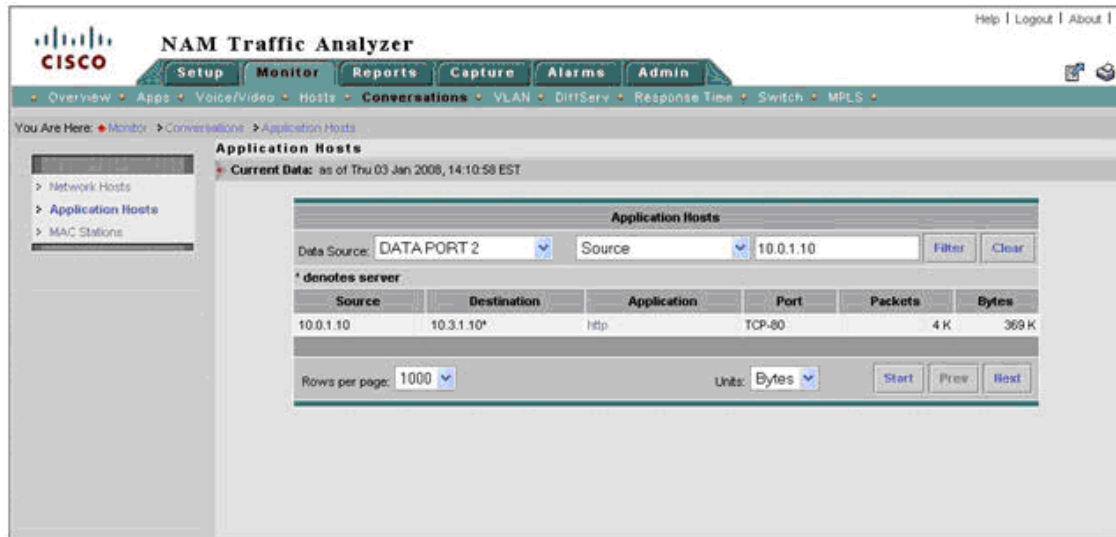 Help | Logout | About |
CISCO
NAM Traffic Analyzer
Setup Monitor Reports Capture Alarms Admin
Overview Apps Voice/Video Hosts Conversations VLAN DiffServ Response Time Switch MPLS
You Are Here: Monitor > Conversations > Application Hosts
Application Hosts
Current Data: as of Thu 03 Jan 2008, 14:10:58 EST
> Network Hosts
> Application Hosts
> MAC Stations
Application Hosts
Data Source: DATA PORT 2 Source 10.0.1.10 Filter Clear
* denotes server
Source Destination Application Port Packets Bytes
10.0.1.10 10.3.1.10* http TCP-80 4 K 369 K
Rows per page: 1000 Units: Bytes Start Prev Next